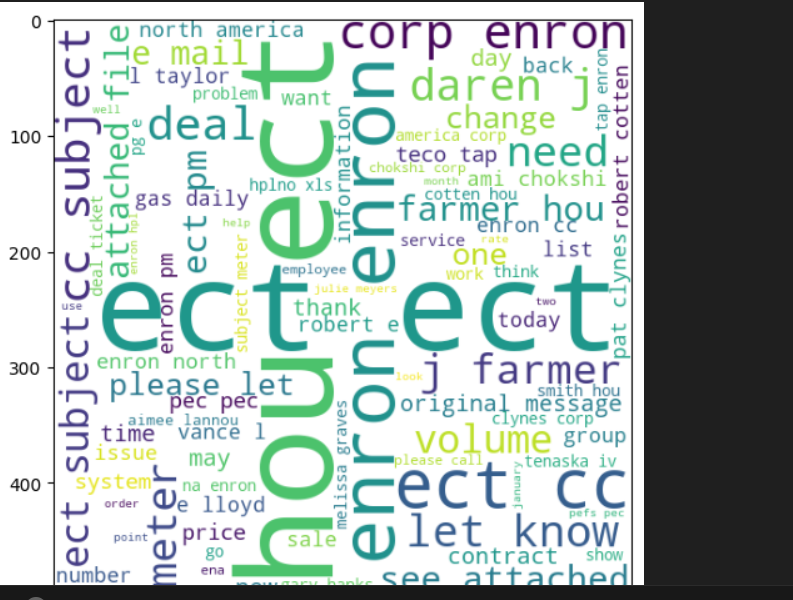 0
100
200
300
400
north america
corp enron
e mail
l taylor
problem
want
day
back
daren j
well
attached file
pg e
deal
change
america corp
teco tap
need
tap enron
robert cotten
chokshi corp
month
ami chokshi
cotten hou
farmer hou
enron cc
service
rate
list
one
work
think
cc subject
ect pm
hplno xls
information
gas daily
help
deal ticket
enron hpl
enron pm
subject meter
employee
julie meyers
thank
robert e
enron enron
hou ect
ect ect
two
today
pat clynes
use
enron north
please let
pec pec
aimee lannou
time
vance l
issue
may
system
na enron
order
meter
e lloyd
point
price
go
sale
ena
number
ect subject
melissa graves
look
j farmer
smith hou
original message
clynes corp
volume
group
please call
tenaska iv
january
ect cc
pefs pec
let know
contract
show
see attached
gary hanks